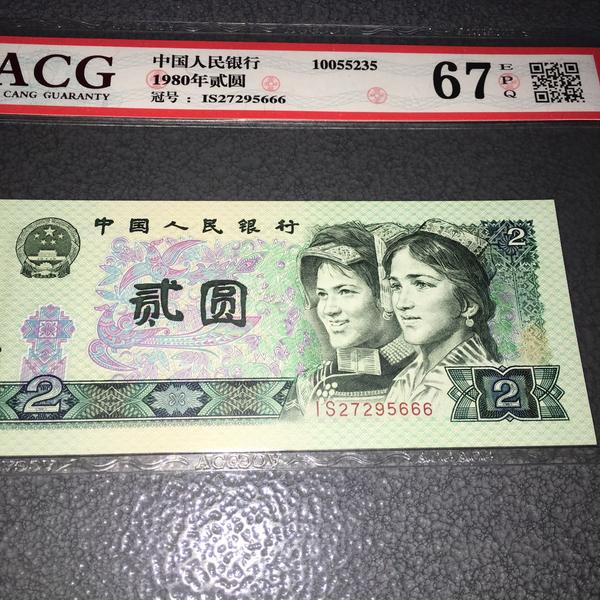 ACG
CANG GUARANTY
中国人民银行
1980年贰圆
冠号 : IS27295666
10055235
67
EPQ
中国人民银行
2
贰圆
2
IS27295666
2